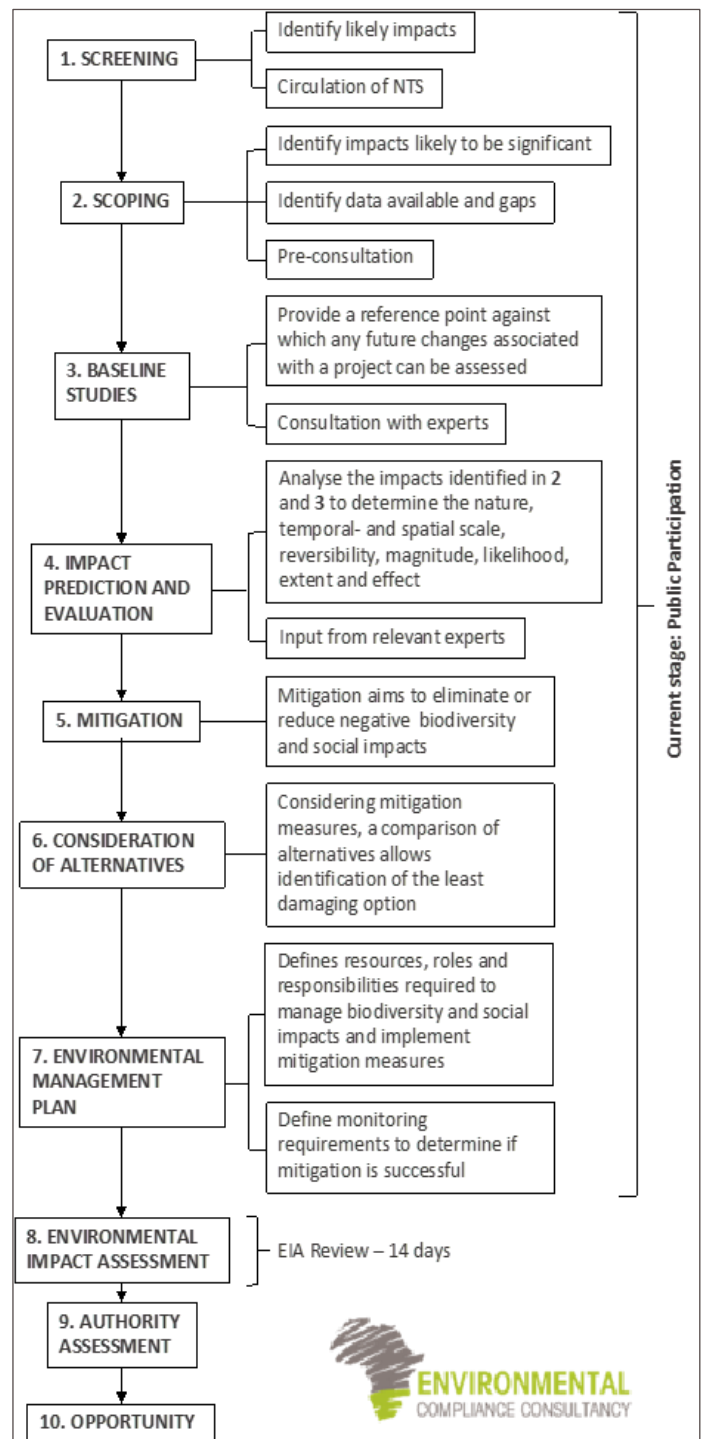 1. SCREENING
Identify likely impacts
Circulation of NTS
2. SCOPING
Identify impacts likely to be significant
Identify data available and gaps
Pre-consultation
3. BASELINE
STUDIES
Provide a reference point against
which any future changes associated
with a project can be assessed
Consultation with experts
4. IMPACT
PREDICTION AND
EVALUATION
Analyse the impacts identified in 2
and 3 to determine the nature,
temporal- and spatial scale,
reversibility, magnitude, likelihood,
extent and effect
Input from relevant experts
5. MITIGATION
Mitigation aims to eliminate or
reduce negative biodiversity
and social impacts
6. CONSIDERATION
OF ALTERNATIVES
Considering mitigation
measures, a comparison of
alternatives allows
identification of the least
damaging option
7. ENVIRONMENTAL
MANAGEMENT
PLAN
Defines resources, roles and
responsibilities required to
manage biodiversity and social
impacts and implement
mitigation measures
Define monitoring
requirements to determine if
mitigation is successful
Current stage: Public Participation
8. ENVIRONMENTAL
IMPACT ASSESSMENT
EIA Review – 14 days
9. AUTHORITY
ASSESSMENT
10. OPPORTUNITY
ENVIRONMENTAL
COMPLIANCE CONSULTANCY